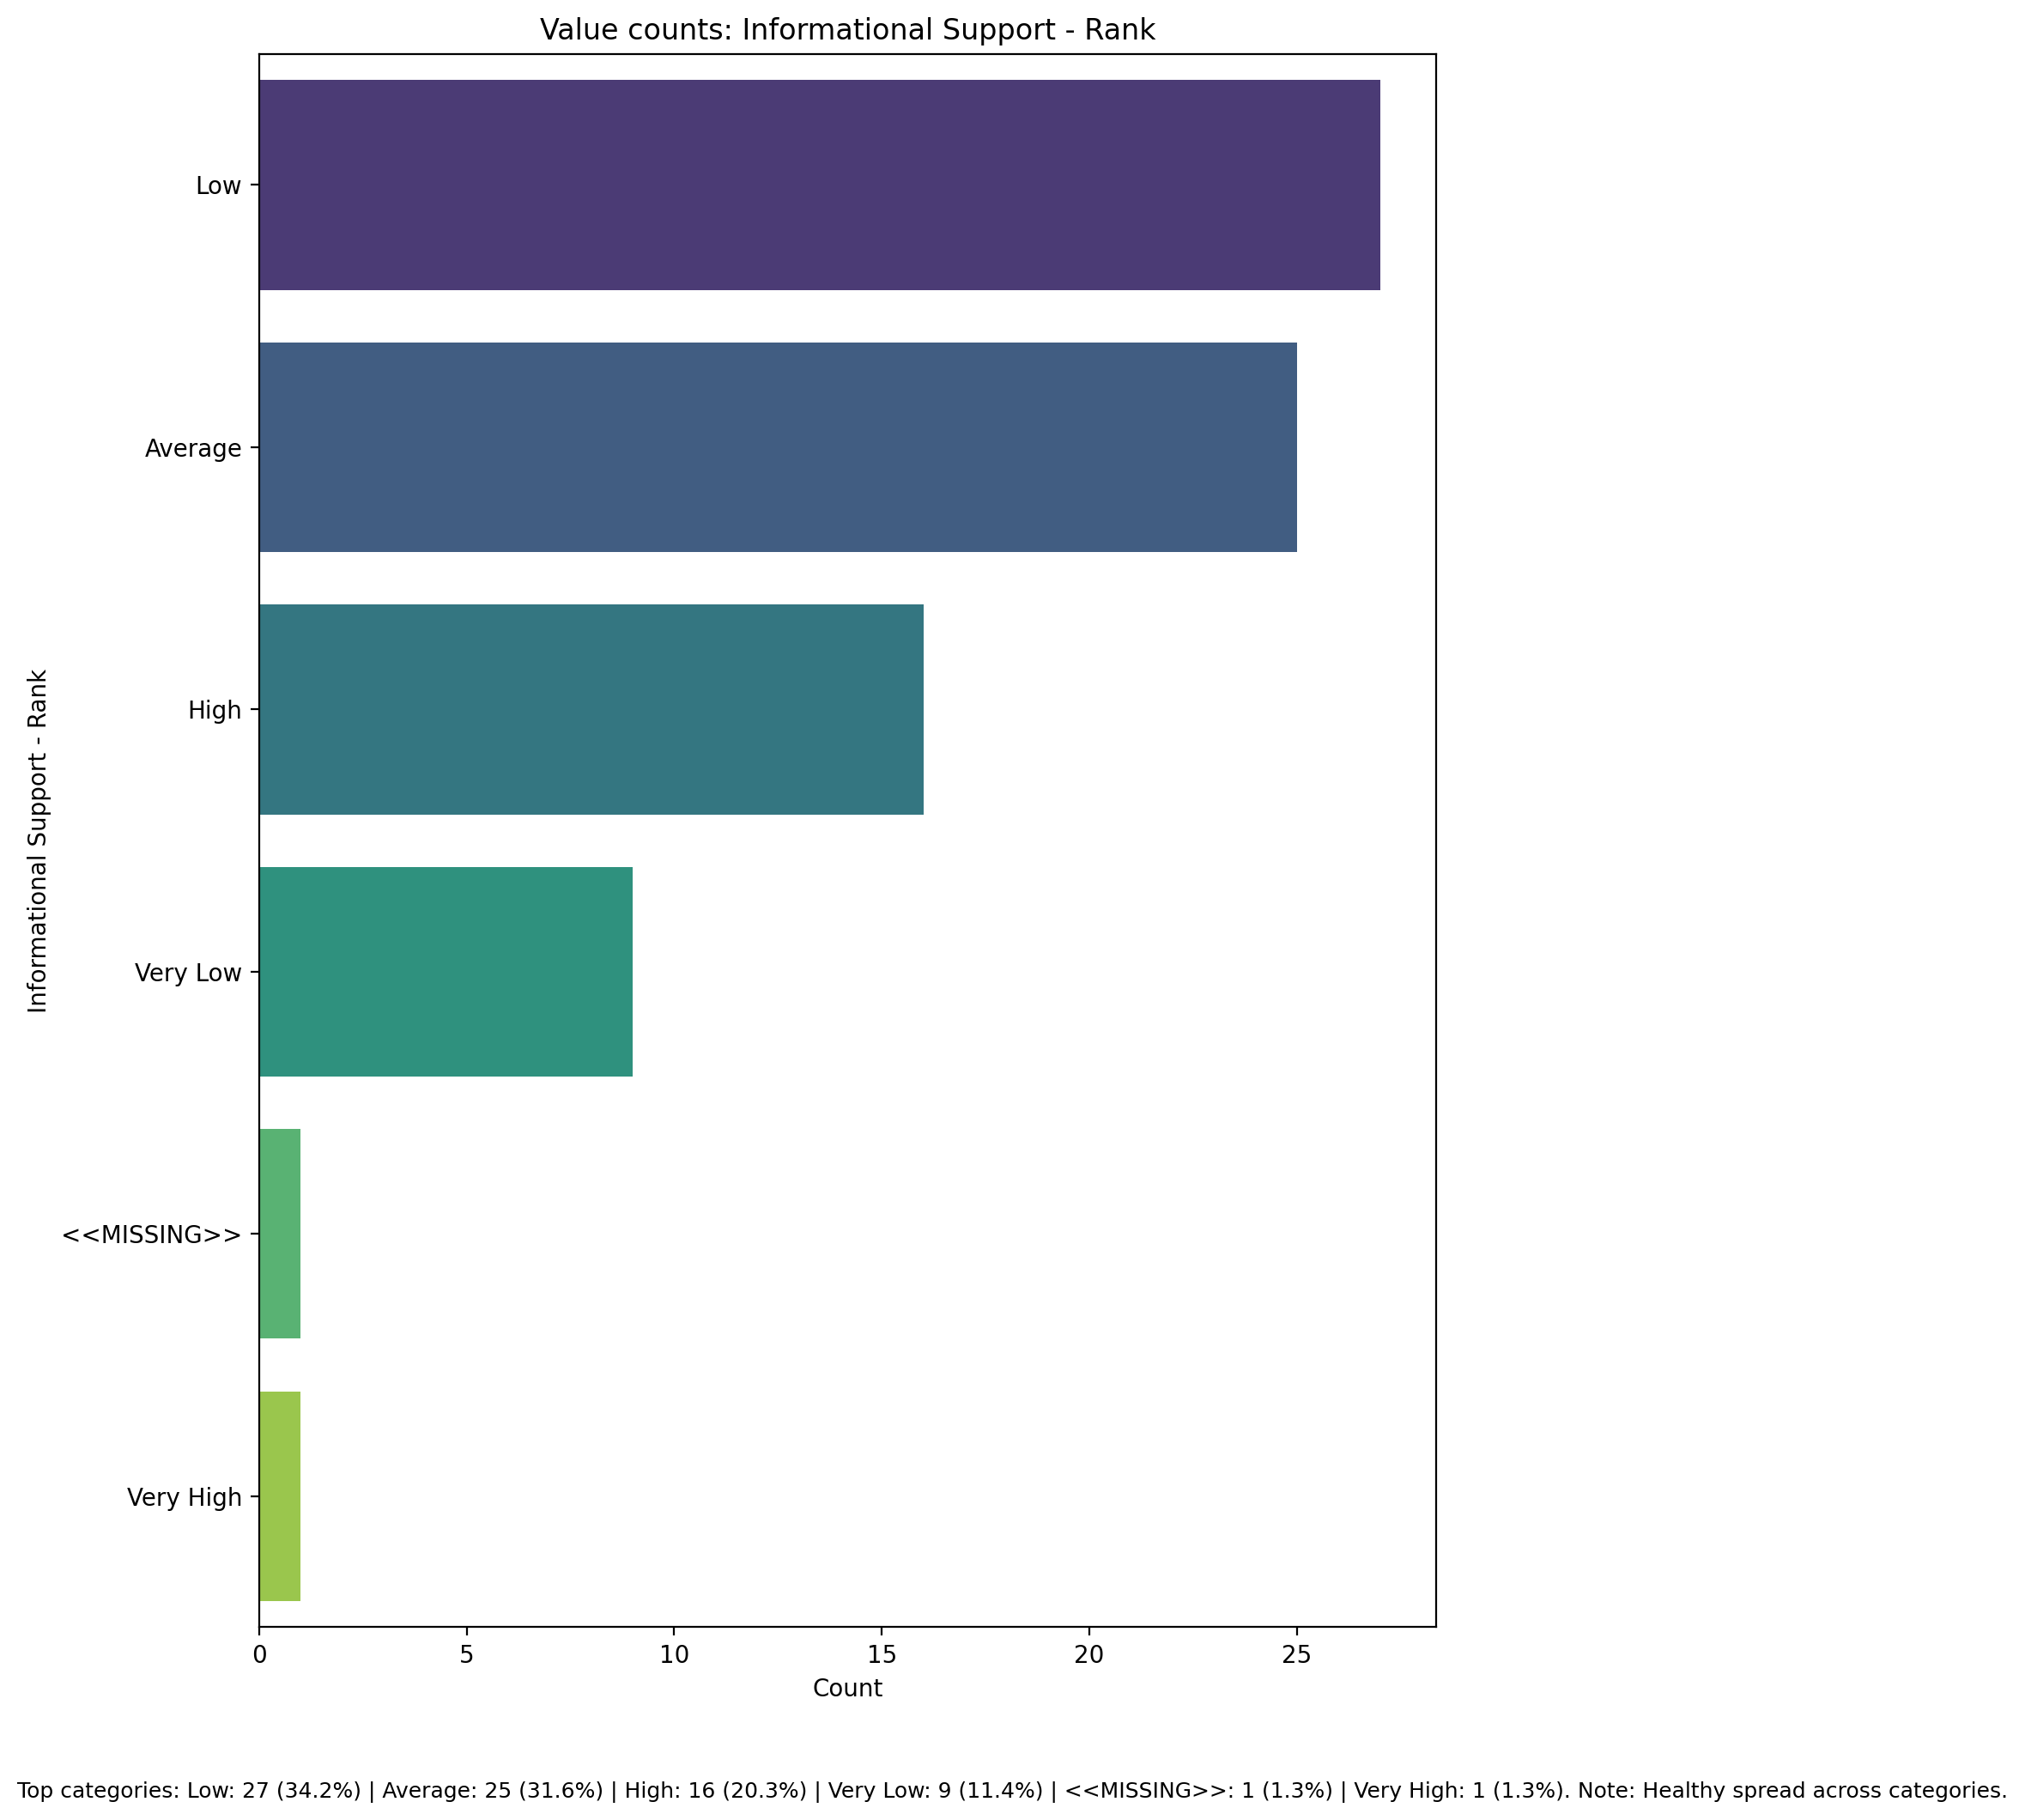 Value counts: Informational Support - Rank
Informational Support - Rank
Low
Average
High
Very Low
<<MISSING>>
Very High
0 5 10 15 20 25
Count
Top categories: Low: 27 (34.2%) | Average: 25 (31.6%) | High: 16 (20.3%) | Very Low: 9 (11.4%) | <<MISSING>>: 1 (1.3%) | Very High: 1 (1.3%). Note: Healthy spread across categories.